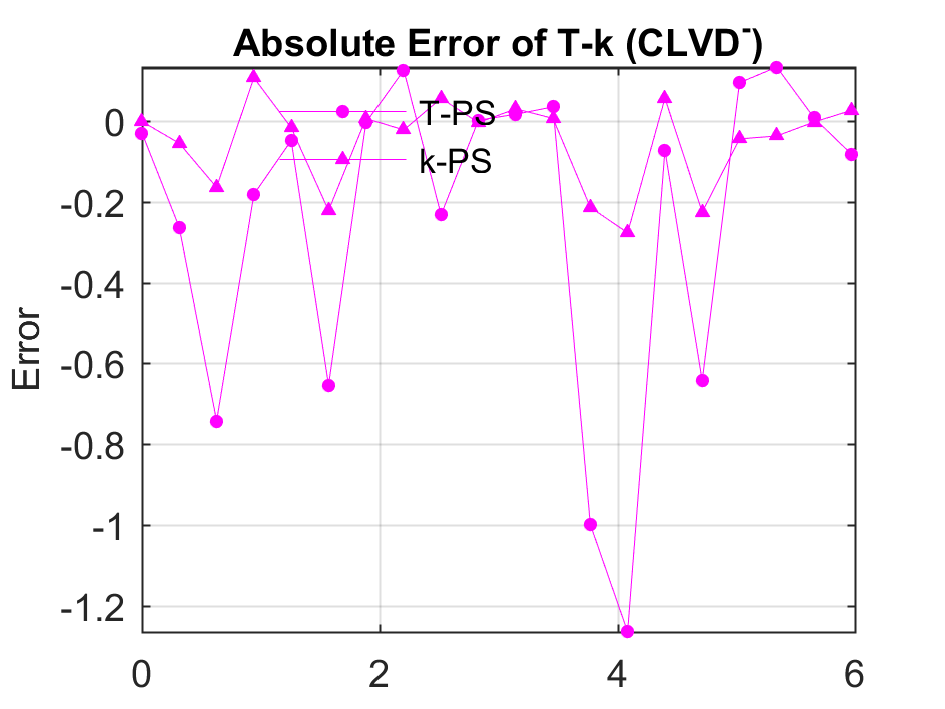 Absolute Error of T-k (CLVD⁻)
T-PS
k-PS
Error
0
-0.2
-0.4
-0.6
-0.8
-1
-1.2
0 2 4 6